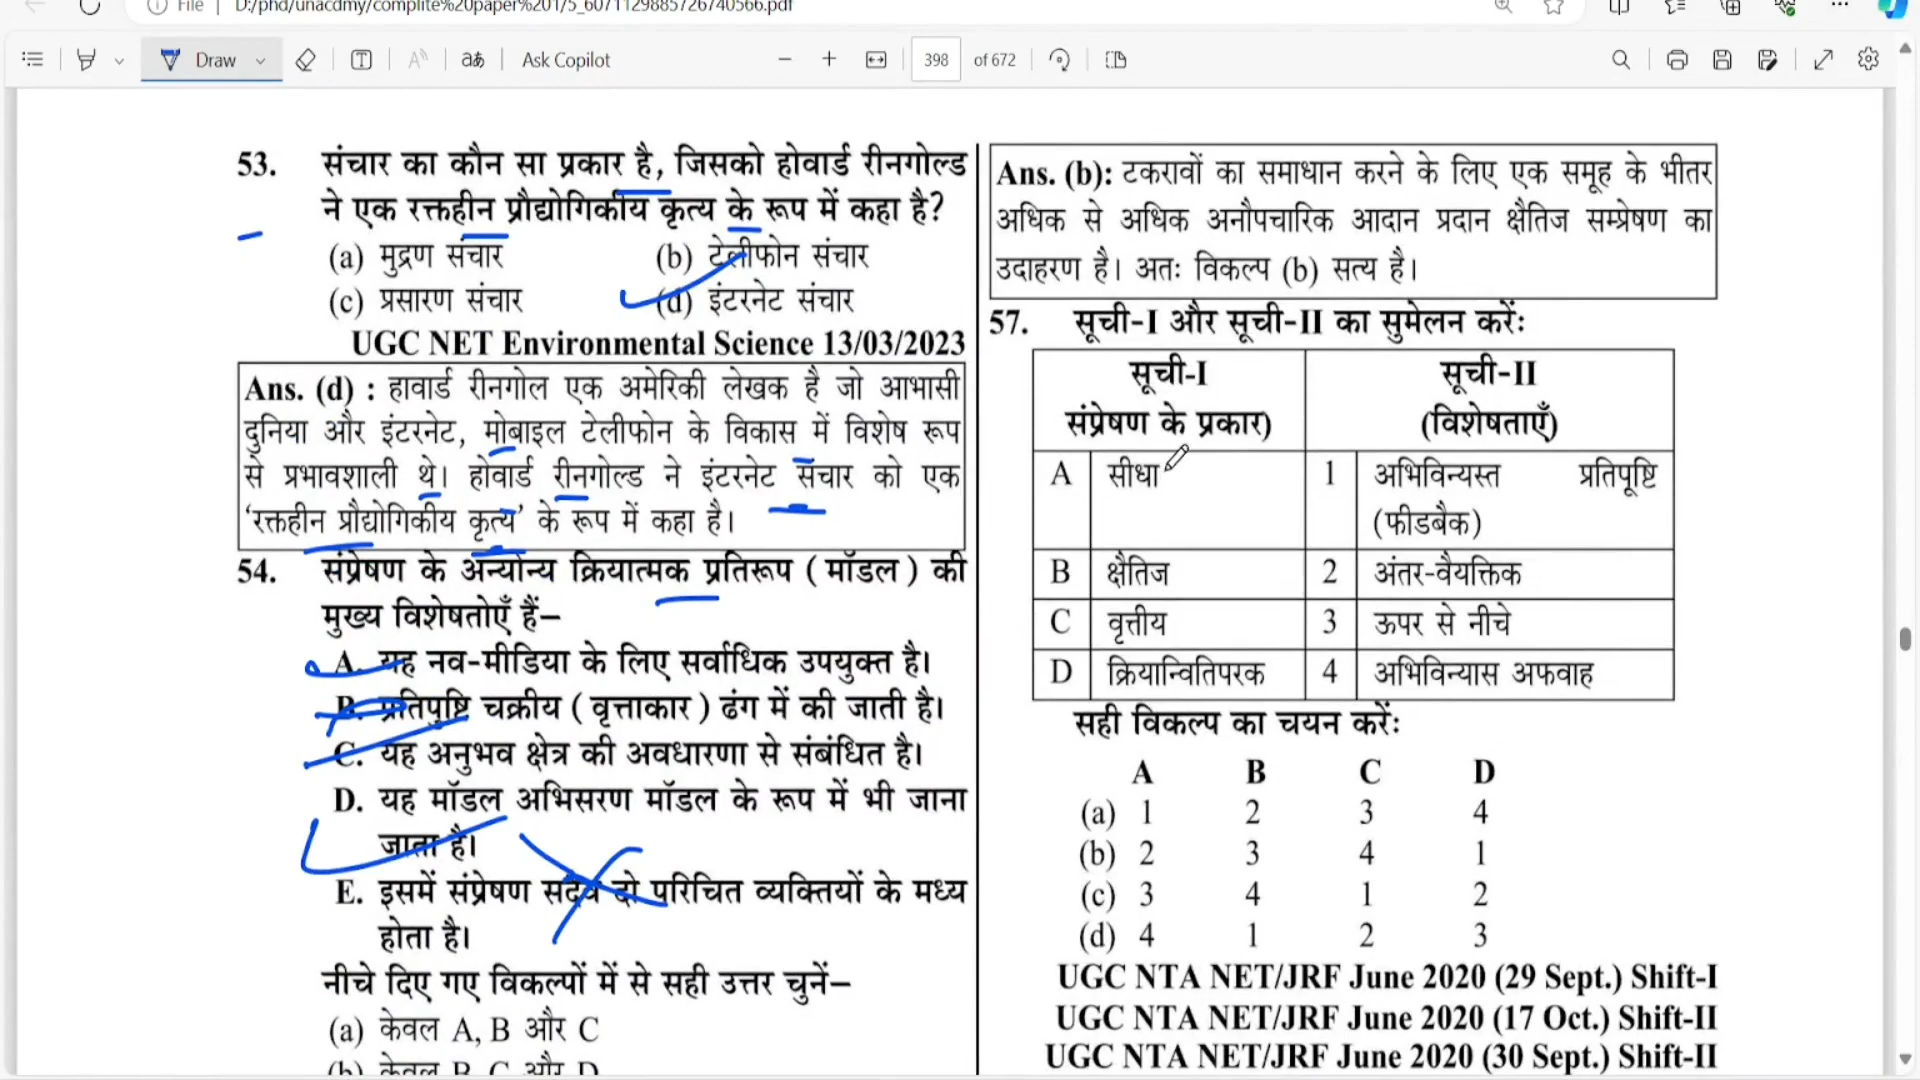 File
D:/phd/unacdmy/complite%20paper%201/5_6071129885726740566.pdf
Draw
Ask Copilot
398 of 672
53. संचार का कौन सा प्रकार है, जिसको होवार्ड रीनगोल्ड
ने एक रक्तहीन प्रौद्योगिकीय कृत्य के रूप में कहा है?
(a) मुद्रण संचार (b) टेलीफोन संचार
(c) प्रसारण संचार (d) इंटरनेट संचार
UGC NET Environmental Science 13/03/2023
Ans. (d) : हावार्ड रीनगोल एक अमेरिकी लेखक है जो आभासी
दुनिया और इंटरनेट, मोबाइल टेलीफोन के विकास में विशेष रूप
से प्रभावशाली थे। होवार्ड रीनगोल्ड ने इंटरनेट संचार को एक
‘रक्तहीन प्रौद्योगिकीय कृत्य’ के रूप में कहा है।
54. संप्रेषण के अन्योन्य क्रियात्मक प्रतिरूप (मॉडल) की
मुख्य विशेषतोएँ हैं–
A. यह नव-मीडिया के लिए सर्वाधिक उपयुक्त है।
B. प्रतिपुष्टि चक्रीय (वृत्ताकार) ढंग में की जाती है।
C. यह अनुभव क्षेत्र की अवधारणा से संबंधित है।
D. यह मॉडल अभिसरण मॉडल के रूप में भी जाना
जाता है।
E. इसमें संप्रेषण सदैव दो परिचित व्यक्तियों के मध्य
होता है।
नीचे दिए गए विकल्पों में से सही उत्तर चुनें–
(a) केवल A, B और C
(b) केवल B, C और D
Ans. (b): टकरावों का समाधान करने के लिए एक समूह के भीतर
अधिक से अधिक अनौपचारिक आदान प्रदान क्षैतिज सम्प्रेषण का
उदाहरण है। अतः विकल्प (b) सत्य है।
57. सूची-I और सूची-II का सुमेलन करें:
सूची-I सूची-II
संप्रेषण के प्रकार) (विशेषताएँ)
A सीधा 1 अभिविन्यस्त प्रतिपूष्टि
(फीडबैक)
B क्षैतिज 2 अंतर-वैयक्तिक
C वृत्तीय 3 ऊपर से नीचे
D क्रियान्वितिपरक 4 अभिविन्यास अफवाह
सही विकल्प का चयन करें:
A B C D
(a) 1 2 3 4
(b) 2 3 4 1
(c) 3 4 1 2
(d) 4 1 2 3
UGC NTA NET/JRF June 2020 (29 Sept.) Shift-I
UGC NTA NET/JRF June 2020 (17 Oct.) Shift-II
UGC NTA NET/JRF June 2020 (30 Sept.) Shift-II